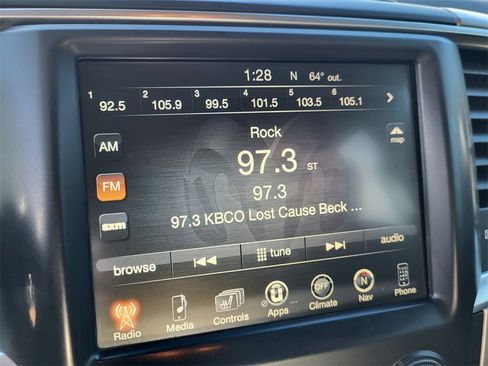 1:28 N 64° out.
1 92.5 2 105.9 3 99.5 4 101.5 5 103.5 6 105.1
AM
Rock
map
FM
97.3 ST
97.3
sxm
97.3 KBCO Lost Cause Beck ...
browse tune audio
Radio Media Controls Apps ... OFF Climate N Nav Phone